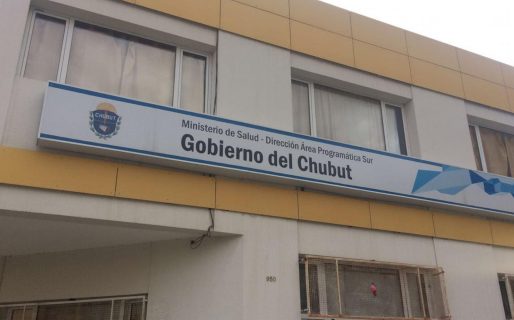 CHUBUT
Ministerio de Salud - Dirección Área Programática Sur
Gobierno del Chubut
950